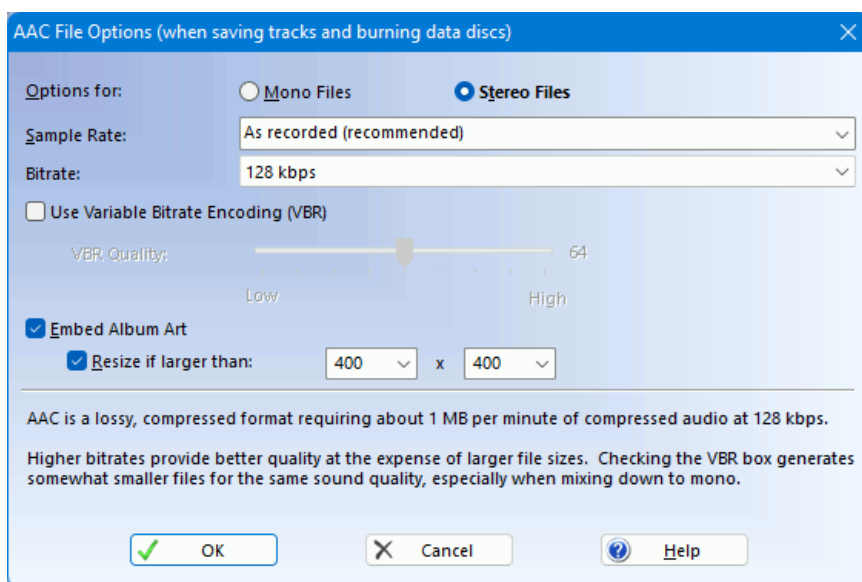 AAC File Options (when saving tracks and burning data discs)
Options for: Mono Files Stereo Files
Sample Rate: As recorded (recommended)
Bitrate: 128 kbps
Use Variable Bitrate Encoding (VBR)
VBR Quality: 64
Low High
Embed Album Art
Resize if larger than: 400 x 400
AAC is a lossy, compressed format requiring about 1 MB per minute of compressed audio at 128 kbps.
Higher bitrates provide better quality at the expense of larger file sizes. Checking the VBR box generates
somewhat smaller files for the same sound quality, especially when mixing down to mono.
OK Cancel Help